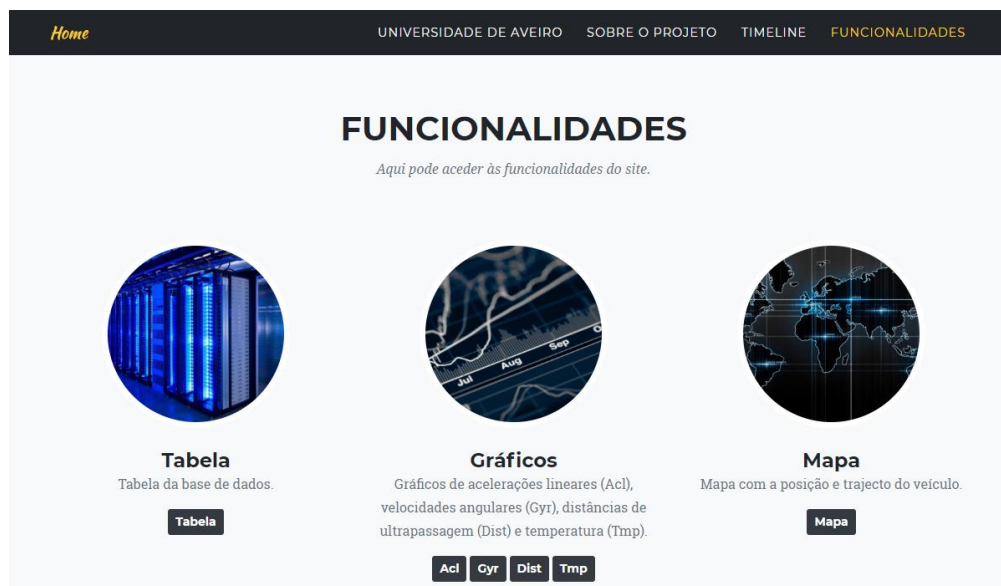 Home UNIVERSIDADE DE AVEIRO SOBRE O PROJETO TIMELINE FUNCIONALIDADES
FUNCIONALIDADES
Aqui pode aceder às funcionalidades do site.
Jul Aug Sep O
Tabela
Tabela da base de dados.
Tabela
Gráficos
Gráficos de acelerações lineares (Acl),
velocidades angulares (Gyr), distâncias de
ultrapassagem (Dist) e temperatura (Tmp).
Acl Gyr Dist Tmp
Mapa
Mapa com a posição e trajecto do veículo.
Mapa